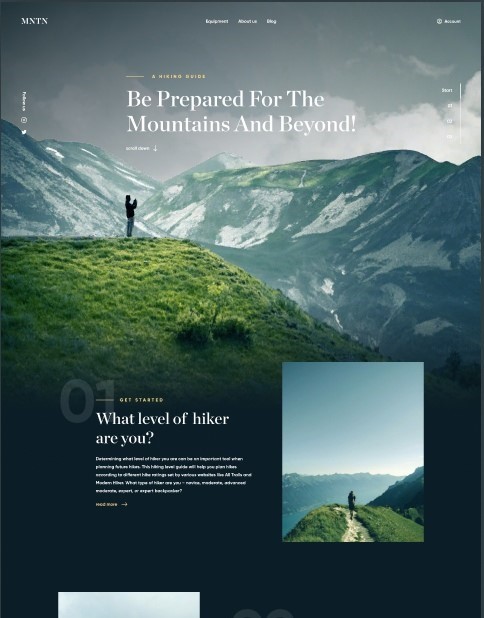 MNTN
Equipment About us Blog
Account
A HIKING GUIDE
Be Prepared For The
Mountains And Beyond!
scroll down
Follow us
Start
01
02
03
01
GET STARTED
What level of hiker
are you?
Determining what level of hiker you are can be an important tool when
planning future hikes. This hiking level guide will help you plan hikes
according to different hike ratings set by various websites like All Trails and
Modern Hiker. What type of hiker are you – novice, moderate, advanced
moderate, expert, or expert backpacker?
read more